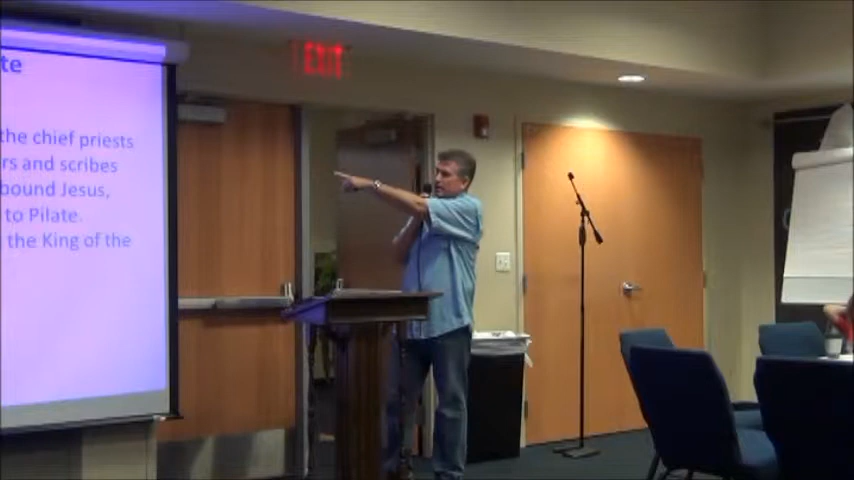 te
EXIT
the chief priests
rs and scribes
bound Jesus,
to Pilate.
the King of the